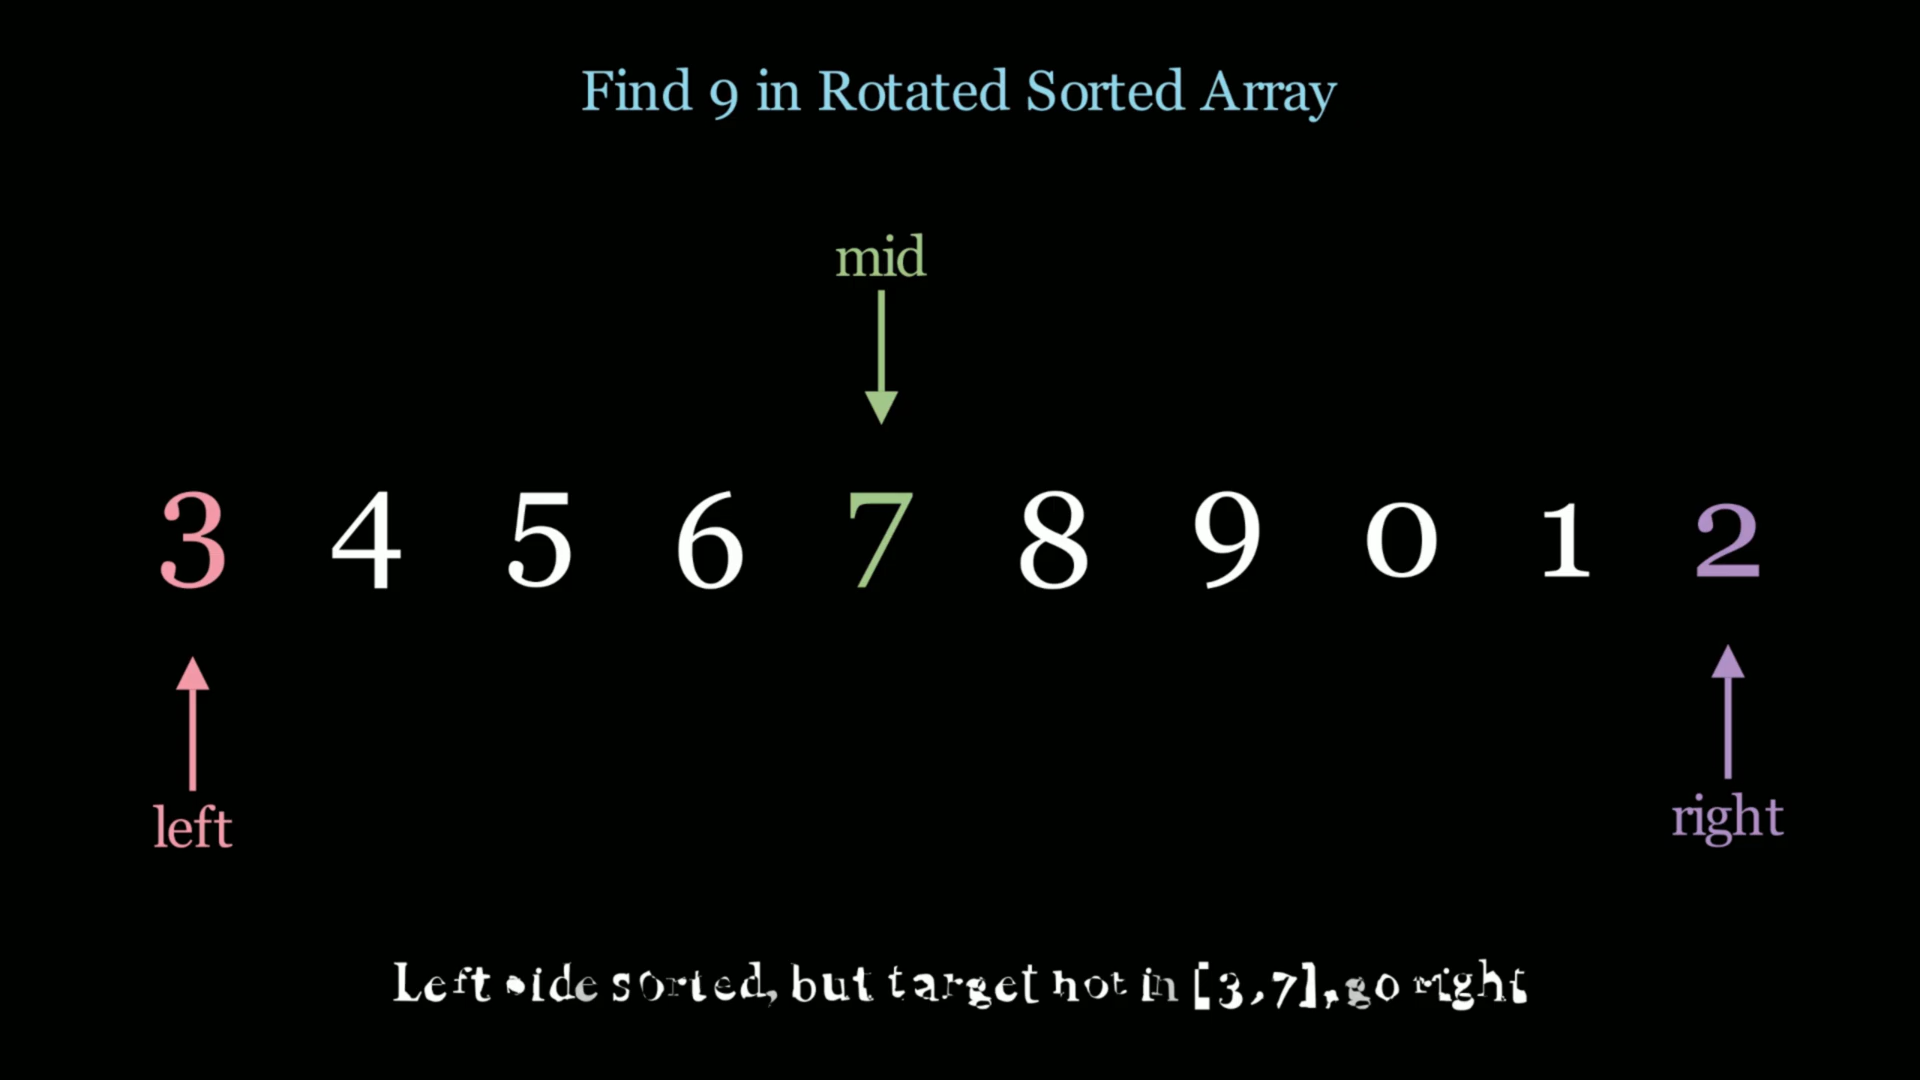 Find 9 in Rotated Sorted Array
mid
3 4 5 6 7 8 9 0 1 2
left
right
Left side sorted, but target not in [3,7], go right